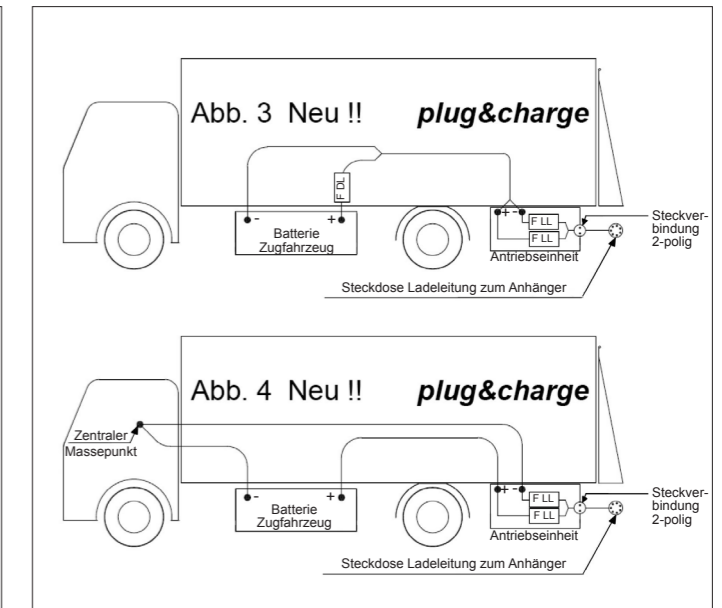 Abb. 3 Neu !! plug&charge
F DL
- +
Batterie
Zugfahrzeug
+ -
F LL
F LL
Antriebseinheit
Steckver-
bindung
2-polig
Steckdose Ladeleitung zum Anhänger
Abb. 4 Neu !! plug&charge
Zentraler
Massepunkt
- +
Batterie
Zugfahrzeug
+ -
F LL
F LL
Antriebseinheit
Steckver-
bindung
2-polig
Steckdose Ladeleitung zum Anhänger